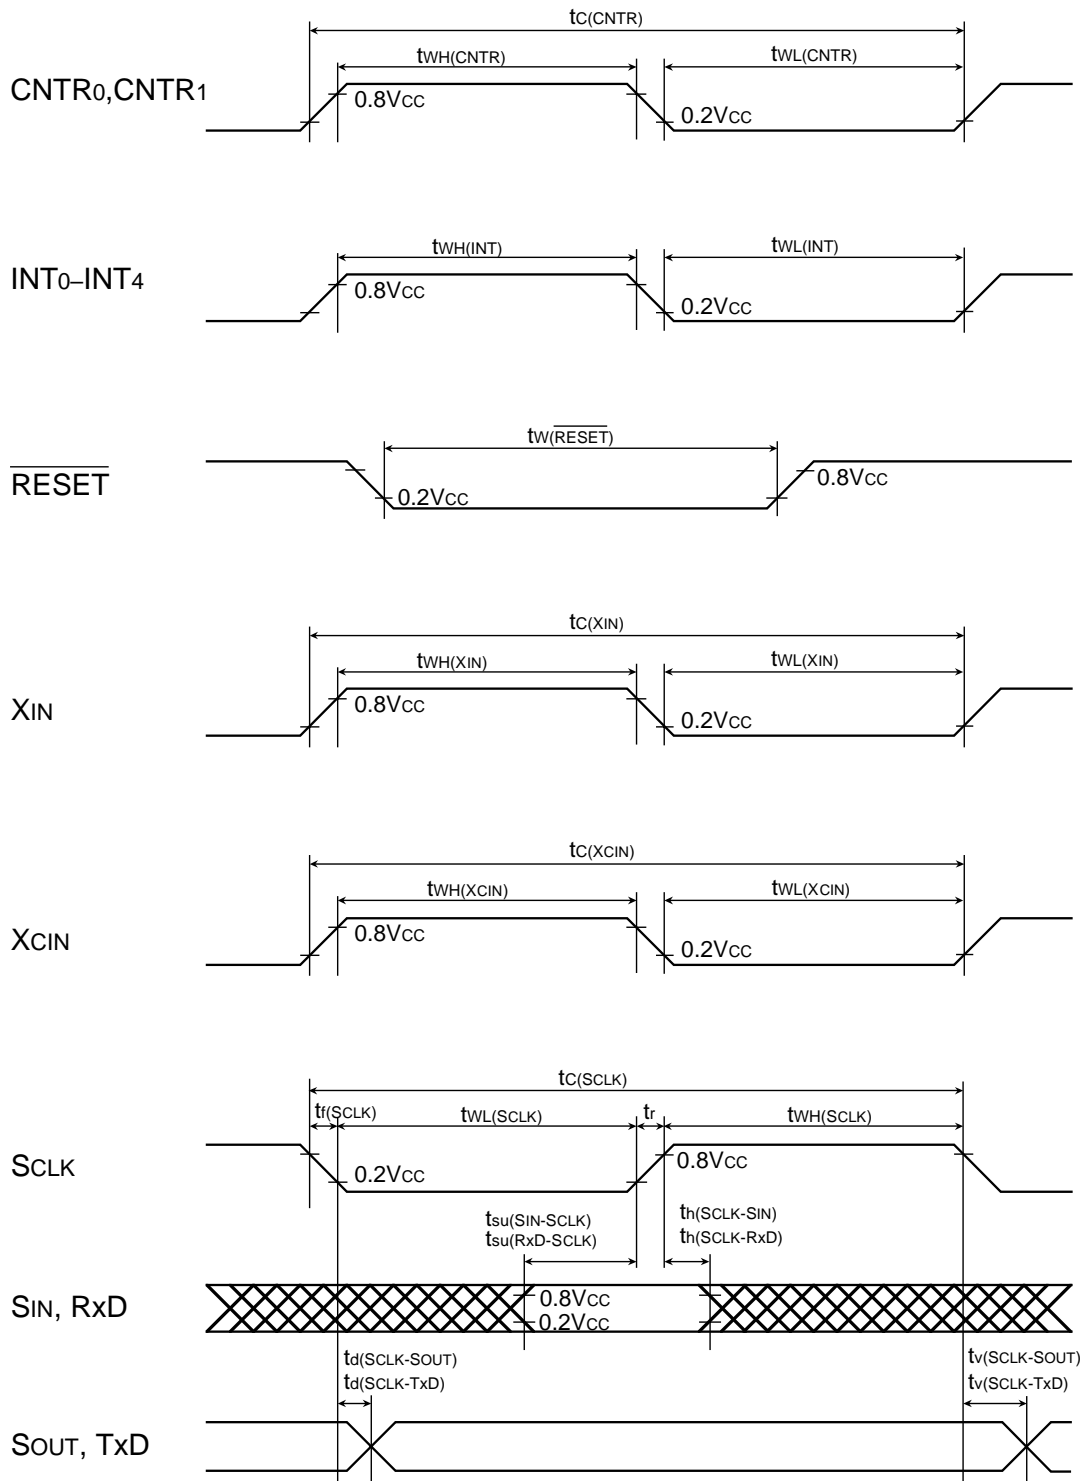 tC(CNTR)
tWH(CNTR)
tWL(CNTR)
CNTR0,CNTR1
0.8VCC
0.2VCC
tWH(INT)
tWL(INT)
INT0–INT4
0.8VCC
0.2VCC
tW(RESET)
RESET
0.8VCC
0.2VCC
tC(XIN)
tWH(XIN)
tWL(XIN)
XIN
0.8VCC
0.2VCC
tC(XCIN)
tWH(XCIN)
tWL(XCIN)
XCIN
0.8VCC
0.2VCC
tC(SCLK)
tf(SCLK)
tWL(SCLK)
tr
tWH(SCLK)
SCLK
0.2VCC
0.8VCC
tsu(SIN-SCLK)
tsu(RxD-SCLK)
th(SCLK-SIN)
th(SCLK-RxD)
SIN, RxD
0.8VCC
0.2VCC
td(SCLK-SOUT)
td(SCLK-TxD)
tv(SCLK-SOUT)
tv(SCLK-TxD)
SOUT, TxD